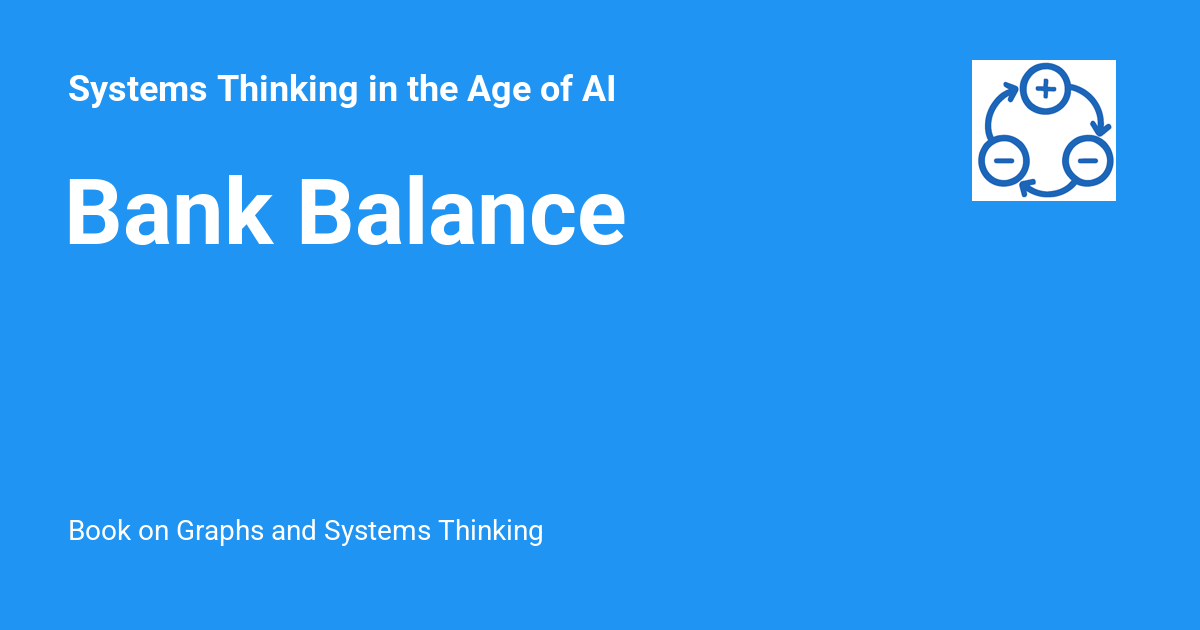 Systems Thinking in the Age of AI
Bank Balance
Book on Graphs and Systems Thinking